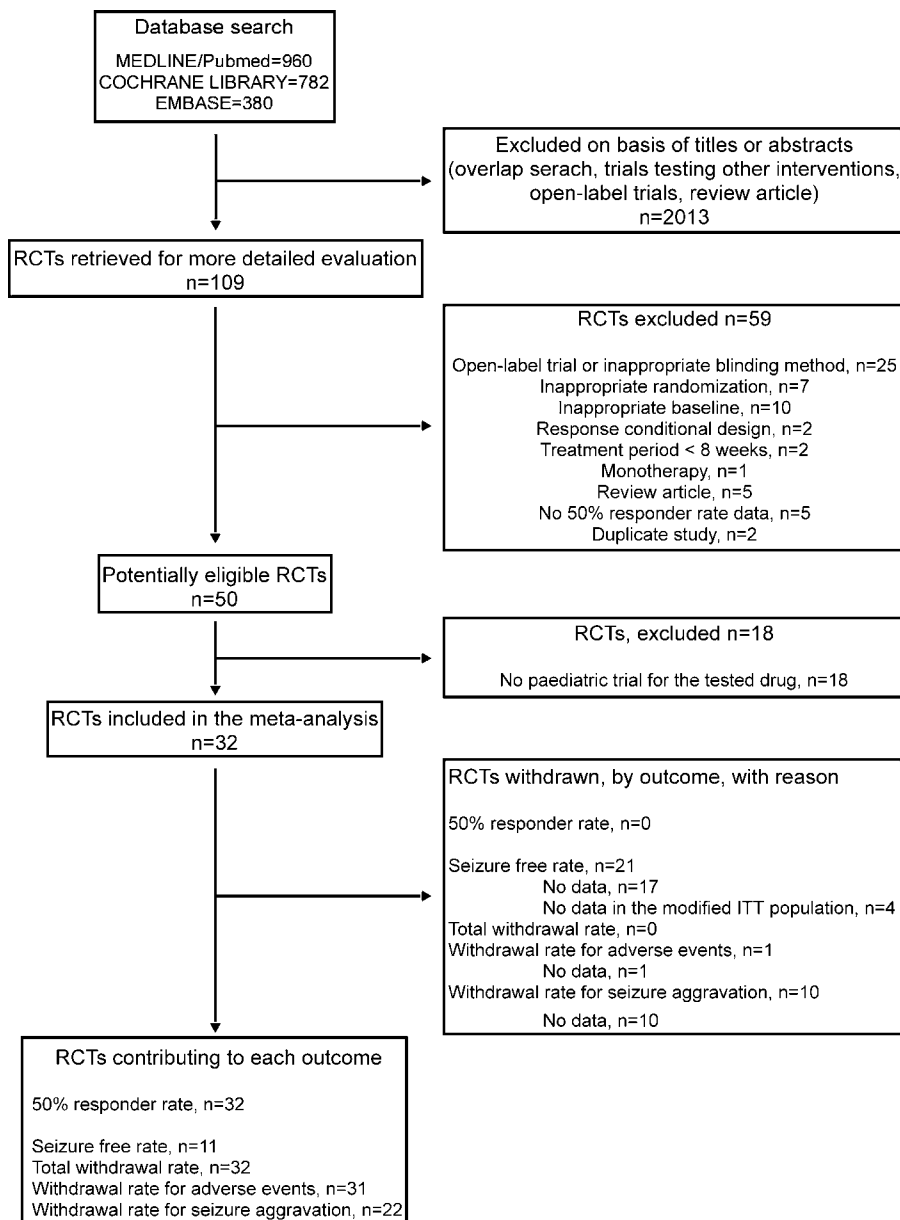 Database search
MEDLINE/Pubmed=960
COCHRANE LIBRARY=782
EMBASE=380
Excluded on basis of titles or abstracts
(overlap serach, trials testing other interventions,
open-label trials, review article)
n=2013
RCTs retrieved for more detailed evaluation
n=109
RCTs excluded n=59
Open-label trial or inappropriate blinding method, n=25
Inappropriate randomization, n=7
Inappropriate baseline, n=10
Response conditional design, n=2
Treatment period < 8 weeks, n=2
Monotherapy, n=1
Review article, n=5
No 50% responder rate data, n=5
Duplicate study, n=2
Potentially eligible RCTs
n=50
RCTs, excluded n=18
No paediatric trial for the tested drug, n=18
RCTs included in the meta-analysis
n=32
RCTs withdrawn, by outcome, with reason
50% responder rate, n=0
Seizure free rate, n=21
No data, n=17
No data in the modified ITT population, n=4
Total withdrawal rate, n=0
Withdrawal rate for adverse events, n=1
No data, n=1
Withdrawal rate for seizure aggravation, n=10
No data, n=10
RCTs contributing to each outcome
50% responder rate, n=32
Seizure free rate, n=11
Total withdrawal rate, n=32
Withdrawal rate for adverse events, n=31
Withdrawal rate for seizure aggravation, n=22